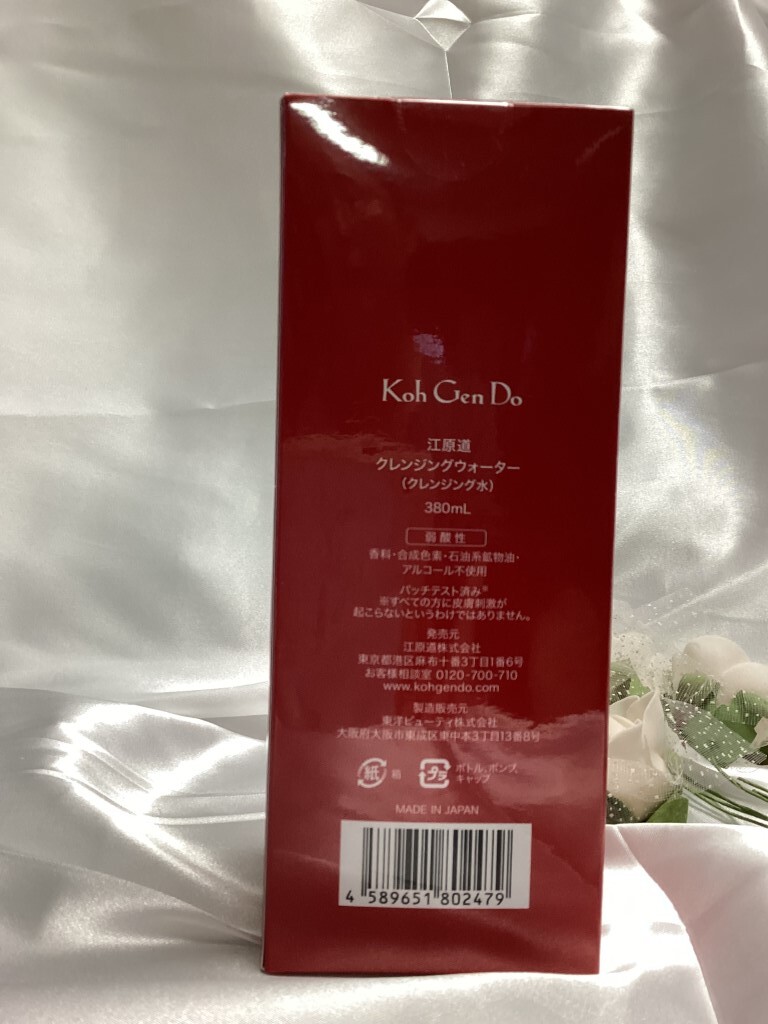 Koh Gen Do
江原道
クレンジングウォーター
(クレンジング水)
380mL
弱酸性
香料・合成色素・石油系鉱物油・
アルコール不使用
パッチテスト済み※
※すべての方に皮膚刺激が
起こらないというわけではありません。
発売元
江原道株式会社
東京都港区麻布十番3丁目1番6号
お客様相談室 0120-700-710
www.kohgendo.com
製造販売元
東洋ビューティ株式会社
大阪府大阪市東成区東中本3丁目13番8号
紙 箱
プラ ボトル、ポンプ、
キャップ
MADE IN JAPAN
4 589651 802479